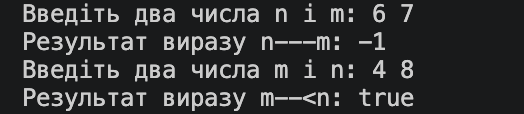 Введіть два числа n і m: 6 7
Результат виразу n---m: -1
Введіть два числа m і n: 4 8
Результат виразу m--<n: true